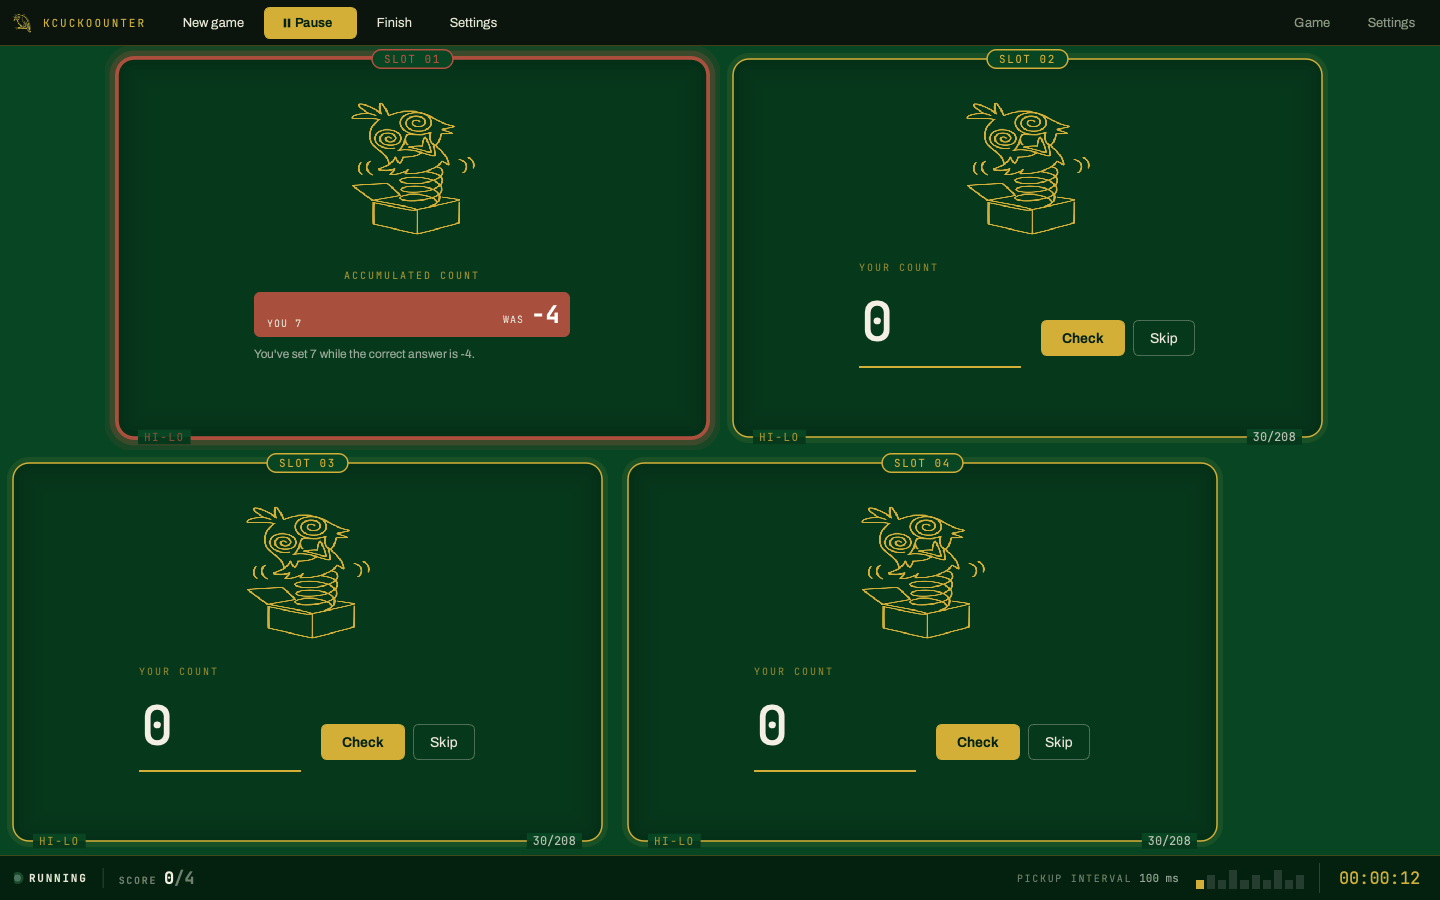 KCUCKOOUNTER
New game
Pause
Finish
Settings
Game
Settings
SLOT 01
ACCUMULATED COUNT
YOU 7
WAS -4
You've set 7 while the correct answer is -4.
HI-LO
SLOT 02
YOUR COUNT
0
Check
Skip
HI-LO
30/208
SLOT 03
YOUR COUNT
0
Check
Skip
HI-LO
30/208
SLOT 04
YOUR COUNT
0
Check
Skip
HI-LO
30/208
RUNNING
SCORE 0/4
PICKUP INTERVAL 100 ms
00:00:12